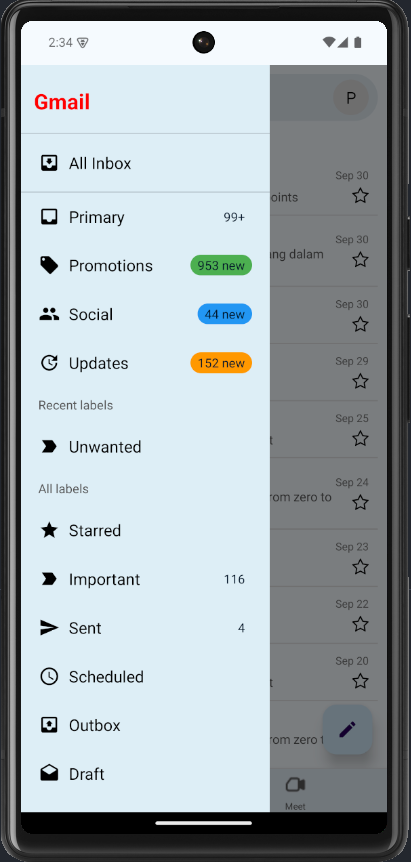 2:34
Gmail
P
All Inbox
Sep 30
oints
Primary 99+
Sep 30
ng dalam
Promotions 953 new
Sep 30
Social 44 new
Sep 29
Updates 152 new
Recent labels
Sep 25
t
Unwanted
All labels
Sep 24
rom zero to
Starred
Sep 23
Important 116
Sep 22
Sent 4
Sep 20
Scheduled
t
Outbox
rom zero t
Draft
Meet